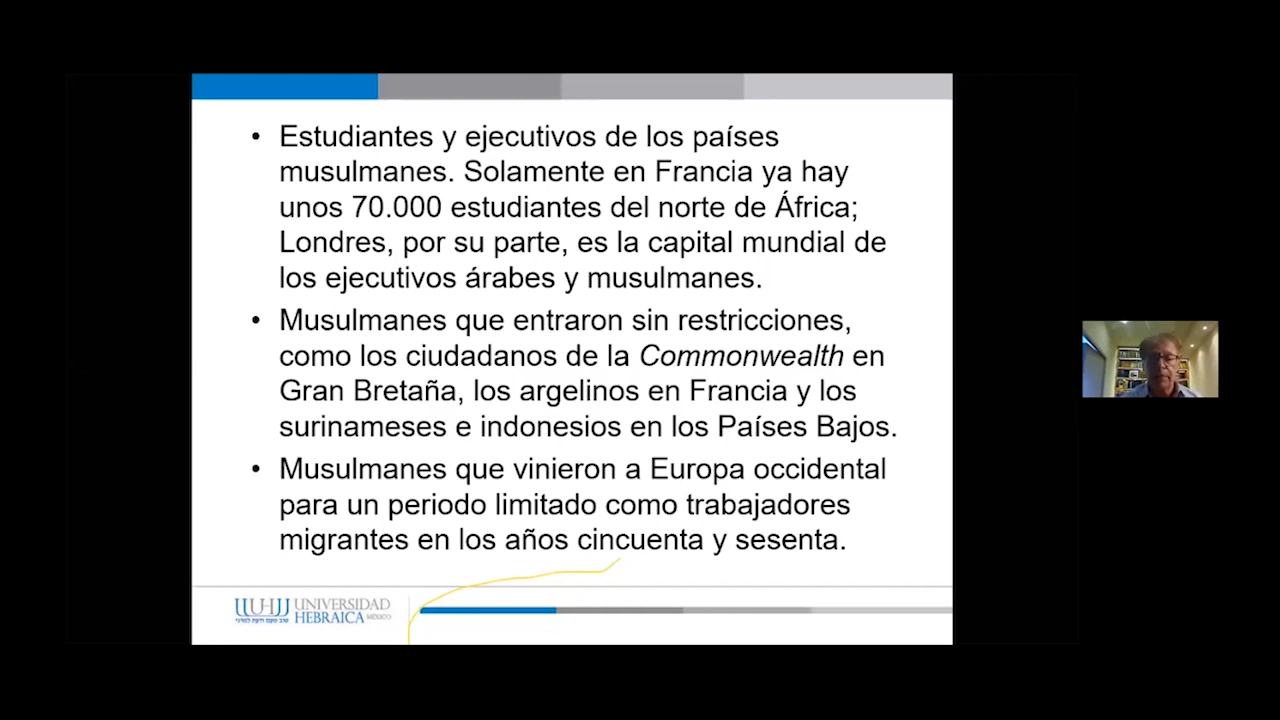 • Estudiantes y ejecutivos de los países
musulmanes. Solamente en Francia ya hay
unos 70.000 estudiantes del norte de África;
Londres, por su parte, es la capital mundial de
los ejecutivos árabes y musulmanes.
• Musulmanes que entraron sin restricciones,
como los ciudadanos de la Commonwealth en
Gran Bretaña, los argelinos en Francia y los
surinameses e indonesios en los Países Bajos.
• Musulmanes que vinieron a Europa occidental
para un periodo limitado como trabajadores
migrantes en los años cincuenta y sesenta.
UNIVERSIDAD
HEBRAICA MÉXICO